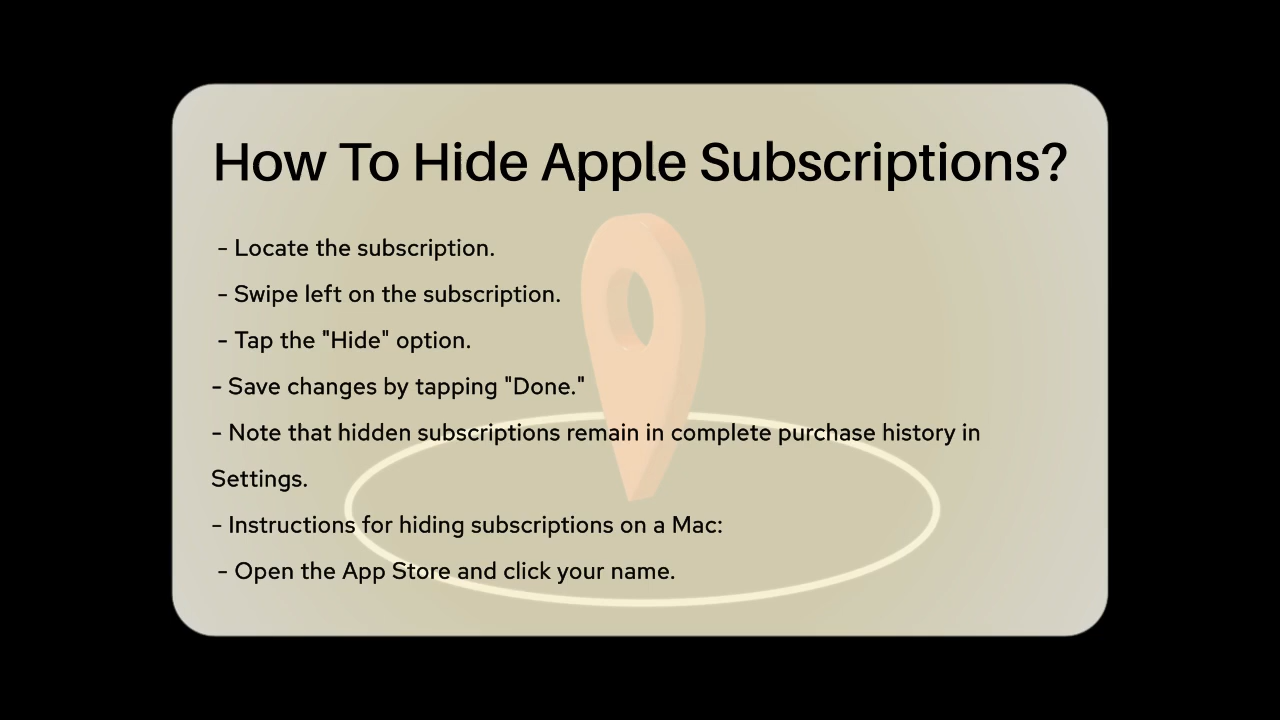 How To Hide Apple Subscriptions?
- Locate the subscription.
- Swipe left on the subscription.
- Tap the "Hide" option.
- Save changes by tapping "Done."
- Note that hidden subscriptions remain in complete purchase history in
Settings.
- Instructions for hiding subscriptions on a Mac:
- Open the App Store and click your name.